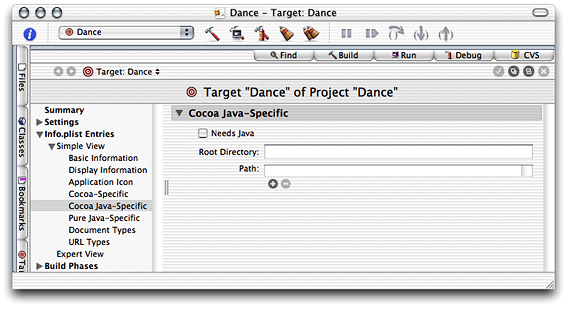 Dance – Target: Dance
Dance
Find
Build
Run
Debug
CVS
Target: Dance
Target "Dance" of Project "Dance"
Files
Classes
Bookmarks
Ta
Summary
Settings
Info.plist Entries
Simple View
Basic Information
Display Information
Application Icon
Cocoa-Specific
Cocoa Java-Specific
Pure Java-Specific
Document Types
URL Types
Expert View
Build Phases
Cocoa Java-Specific
Needs Java
Root Directory:
Path: